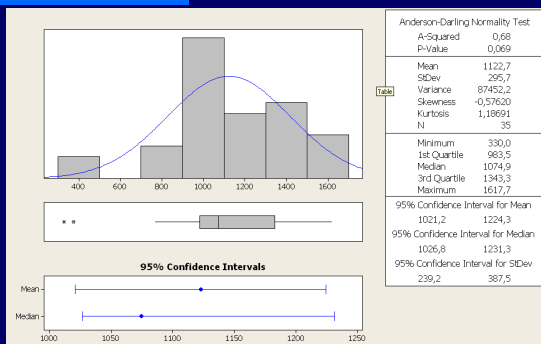 Anderson-Darling Normality Test
A-Squared 0,68
P-Value 0,069
Mean 1122,7
StDev 295,7
Variance 87452,2
Skewness -0,57620
Kurtosis 1,18691
N 35
Minimum 330,0
1st Quartile 983,5
Median 1074,9
3rd Quartile 1343,3
Maximum 1617,7
95% Confidence Interval for Mean
1021,2 1224,3
95% Confidence Interval for Median
1026,8 1231,3
95% Confidence Interval for StDev
239,2 387,5
Table
400 600 800 1000 1200 1400 1600
* *
95% Confidence Intervals
Mean
Median
1000 1050 1100 1150 1200 1250